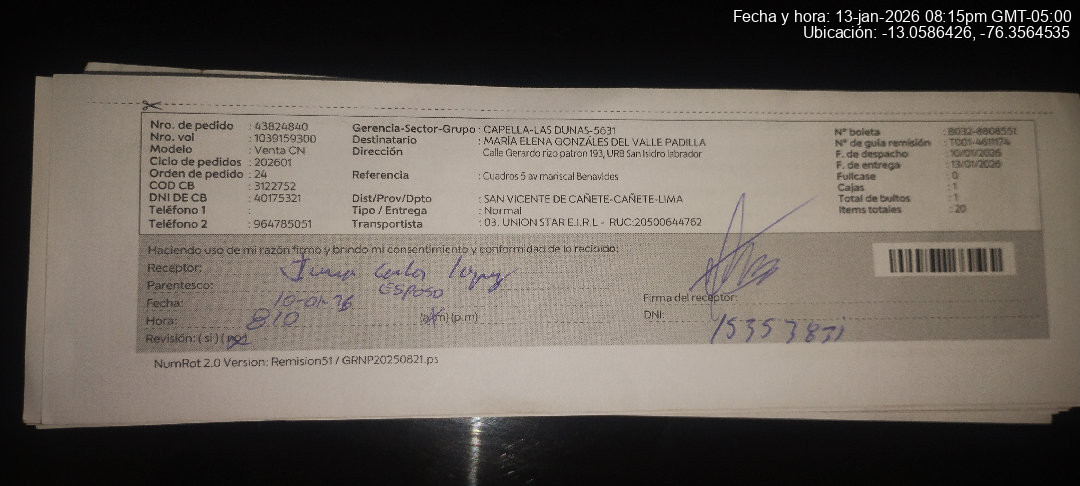 Fecha y hora: 13-jan-2026 08:15pm GMT-05:00
Ubicación: -13.0586426, -76.3564535
Nro. de pedido : 43824840
Nro. vol : 1039159300
Modelo : Venta CN
Ciclo de pedidos : 202601
Orden de pedido : 24
COD CB : 3122752
DNI DE CB : 40175321
Teléfono 1 :
Teléfono 2 : 964785051
Gerencia-Sector-Grupo : CAPELLA-LAS DUNAS-5631
Destinatario : MARÍA ELENA GONZÁLES DEL VALLE PADILLA
Dirección Calle Gerardo rizo patron 193, URB San Isidro labrador
Referencia : Cuadros 5 av mariscal Benavides
Dist/Prov/Dpto : SAN VICENTE DE CAÑETE-CAÑETE-LIMA
Tipo / Entrega : Normal
Transportista : 03. UNION STAR E.I.R.L - RUC:20500644762
N° boleta : B032-8808551
N° de guía remisión : T001-4611174
F. de despacho : 10/01/2026
F. de entrega : 13/01/2026
Fullcase : 0
Cajas : 1
Total de bultos : 1
Items totales : 20
Haciendo uso de mi razón firmo y brindo mi consentimiento y conformidad de lo recibido:
Receptor: Juan Carlos López
Parentesco: ESPOSO
Fecha: 10-01-26
Hora: 810 (a.m) (p.m)
Revisión: ( si ) ( no )
Firma del receptor:
DNI:
NumRot 2.0 Version: Remision51 / GRNP20250821.ps